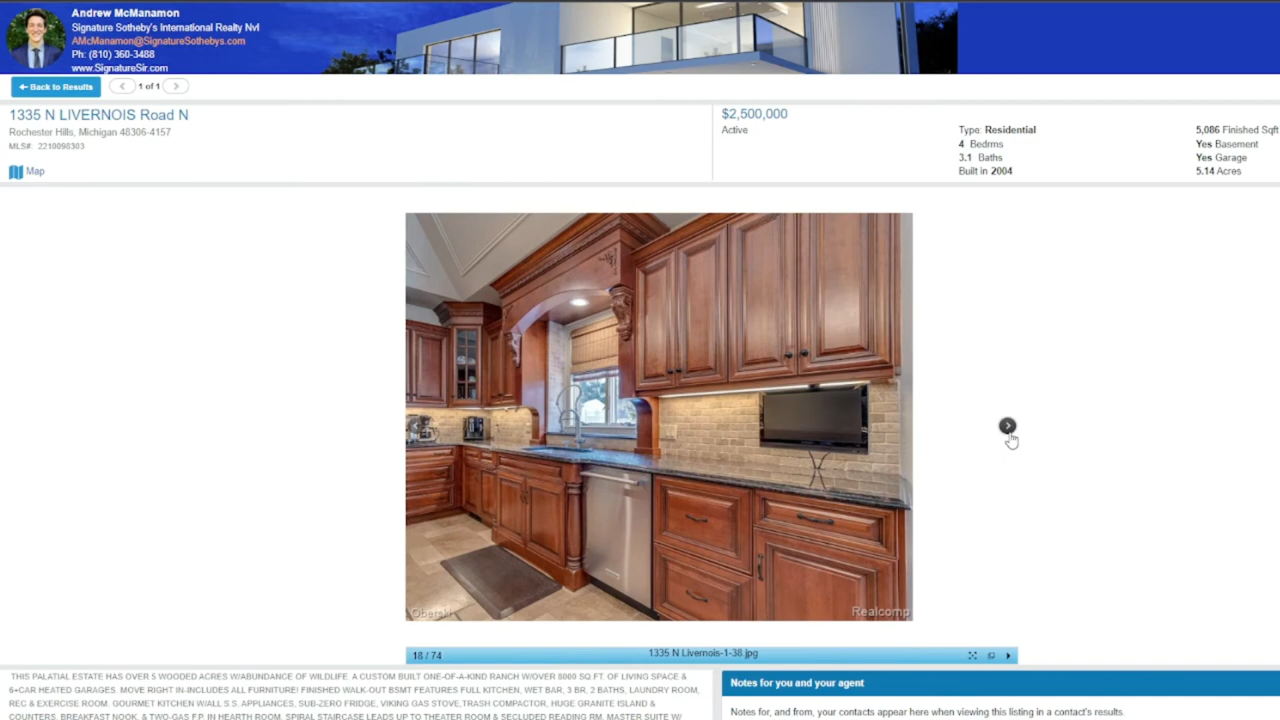 Andrew McManamon
Signature Sotheby's International Realty Nvl
AMcManamon@SignatureSothebys.com
Ph: (810) 360-3488
www.SignatureSir.com
Back to Results
1 of 1
1335 N LIVERNOIS Road N
Rochester Hills, Michigan 48306-4157
MLS#: 2210098303
Map
$2,500,000
Active
Type: Residential
4 Bedrms
3.1 Baths
Built in 2004
5,086 Finished Sqft
Yes Basement
Yes Garage
5.14 Acres
Oberski
Realcomp
18 / 74
1335 N Livernois-1-38.jpg
THIS PALATIAL ESTATE HAS OVER 5 WOODED ACRES W/ABUNDANCE OF WILDLIFE. A CUSTOM BUILT ONE-OF-A-KIND RANCH W/OVER 8000 SQ.FT. OF LIVING SPACE &
6+CAR HEATED GARAGES. MOVE RIGHT IN-INCLUDES ALL FURNITURE! FINISHED WALK-OUT BSMT FEATURES FULL KITCHEN, WET BAR, 3 BR, 2 BATHS, LAUNDRY ROOM,
REC & EXERCISE ROOM. GOURMET KITCHEN W/ALL S.S. APPLIANCES, SUB-ZERO FRIDGE, VIKING GAS STOVE,TRASH COMPACTOR, HUGE GRANITE ISLAND &
COUNTERS, BREAKFAST NOOK, & TWO-GAS F.P. IN HEARTH ROOM. SPIRAL STAIRCASE LEADS UP TO THEATER ROOM & SECLUDED READING RM. MASTER SUITE W/
Notes for you and your agent
Notes for, and from, your contacts appear here when viewing this listing in a contact's results.